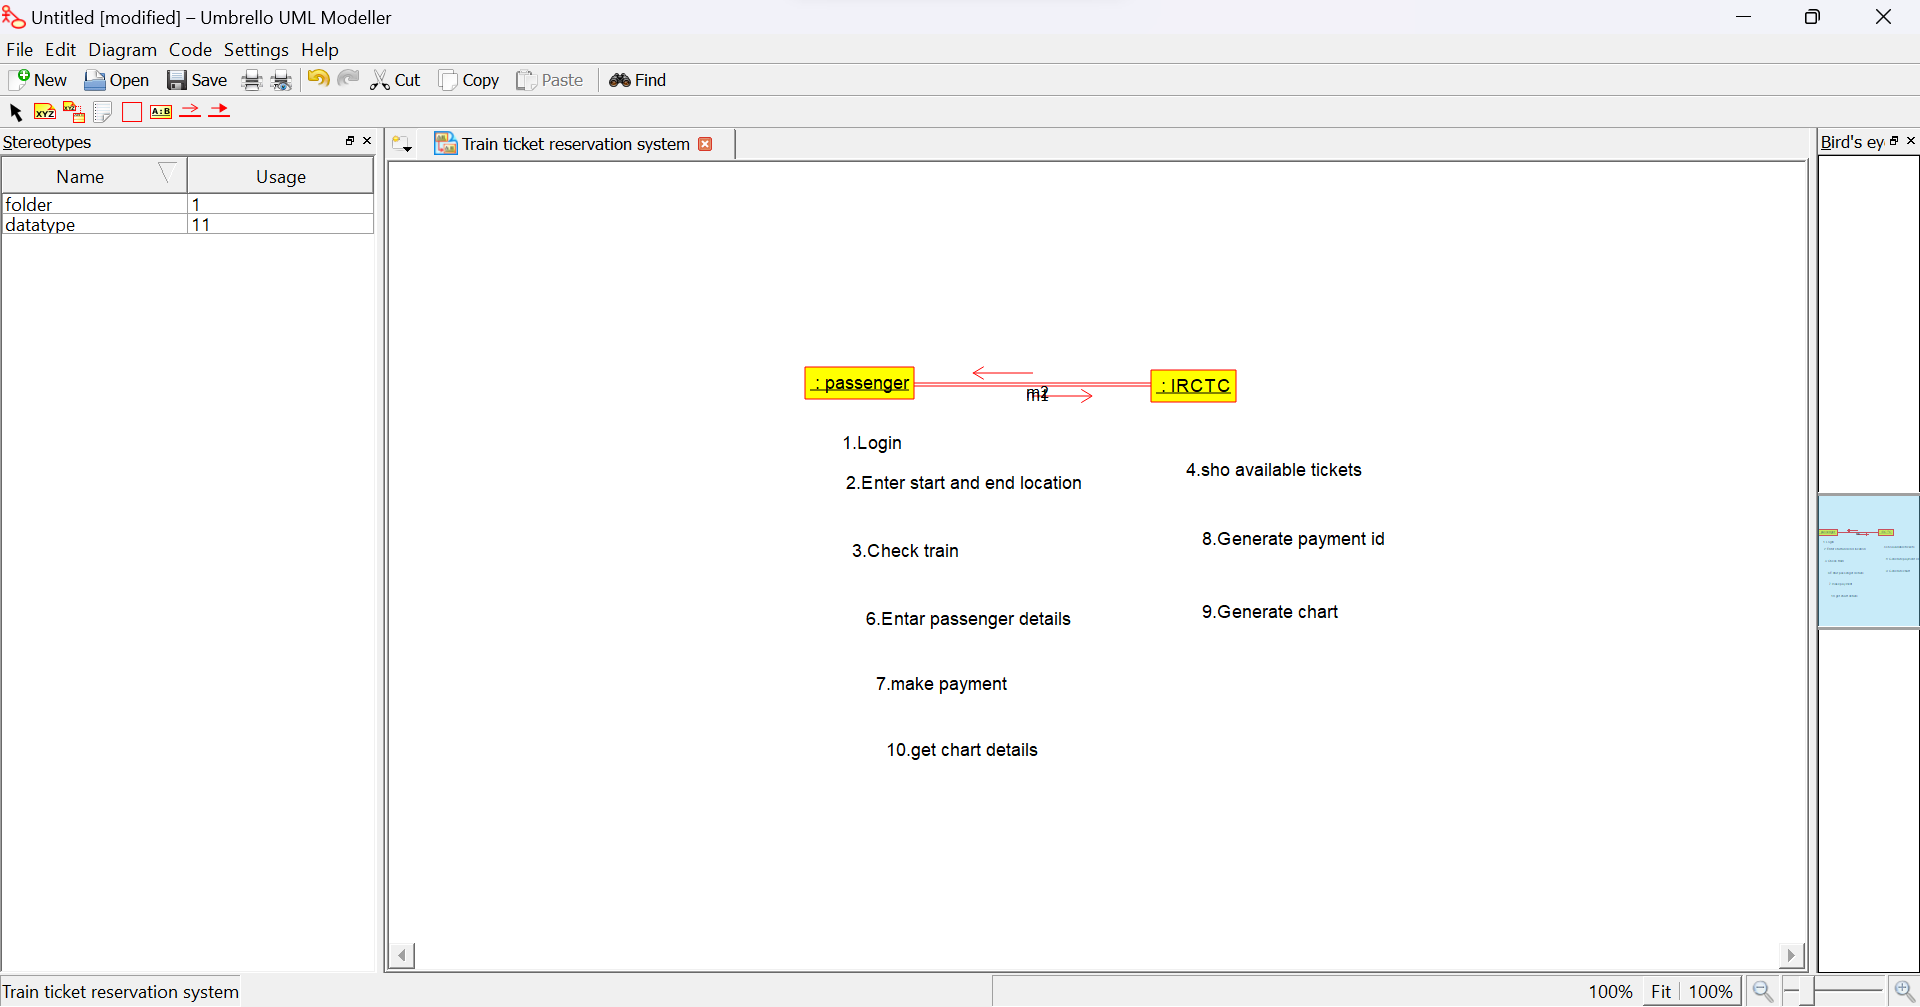 Untitled [modified] – Umbrello UML Modeller
File Edit Diagram Code Settings Help
New Open Save Cut Copy Paste Find
XYZ XYZ A:B
Stereotypes
Train ticket reservation system
Bird's ey
Name Usage
folder 1
datatype 11
: passenger
: IRCTC
m1
1.Login
2.Enter start and end location
3.Check train
6.Entar passenger details
7.make payment
10.get chart details
4.sho available tickets
8.Generate payment id
9.Generate chart
Train ticket reservation system
100% Fit 100%